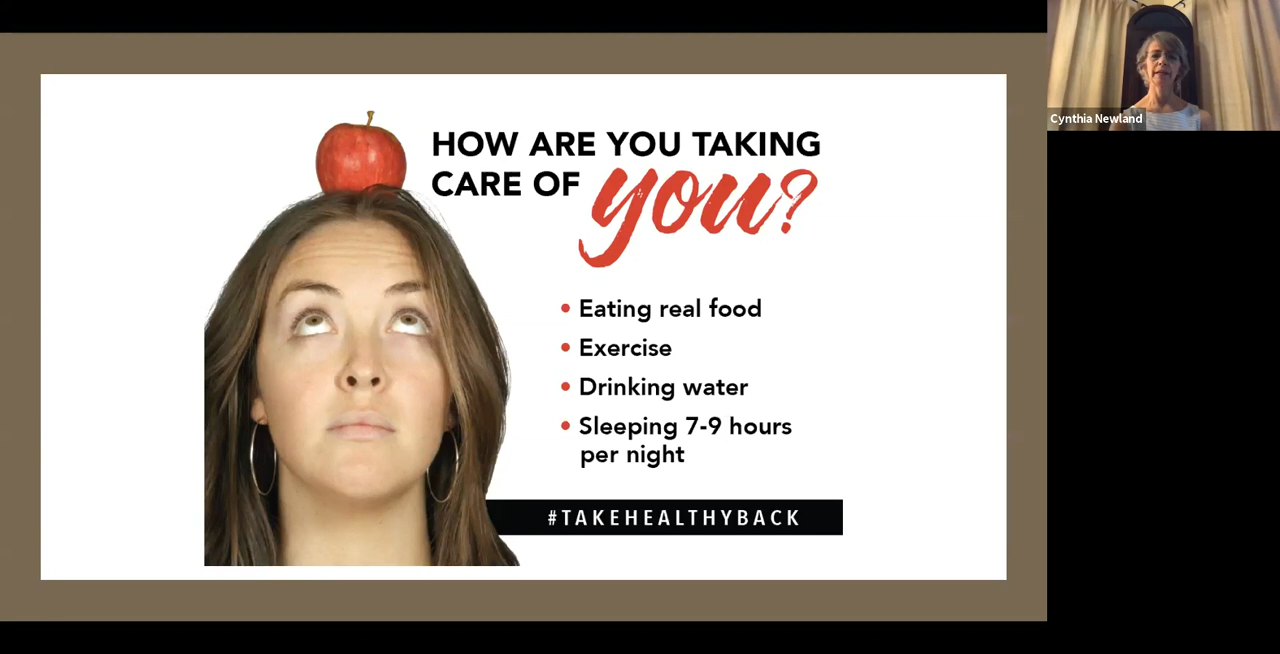 HOW ARE YOU TAKING
CARE OF you?
• Eating real food
• Exercise
• Drinking water
• Sleeping 7-9 hours
per night
#TAKEHEALTHYBACK
Cynthia Newland